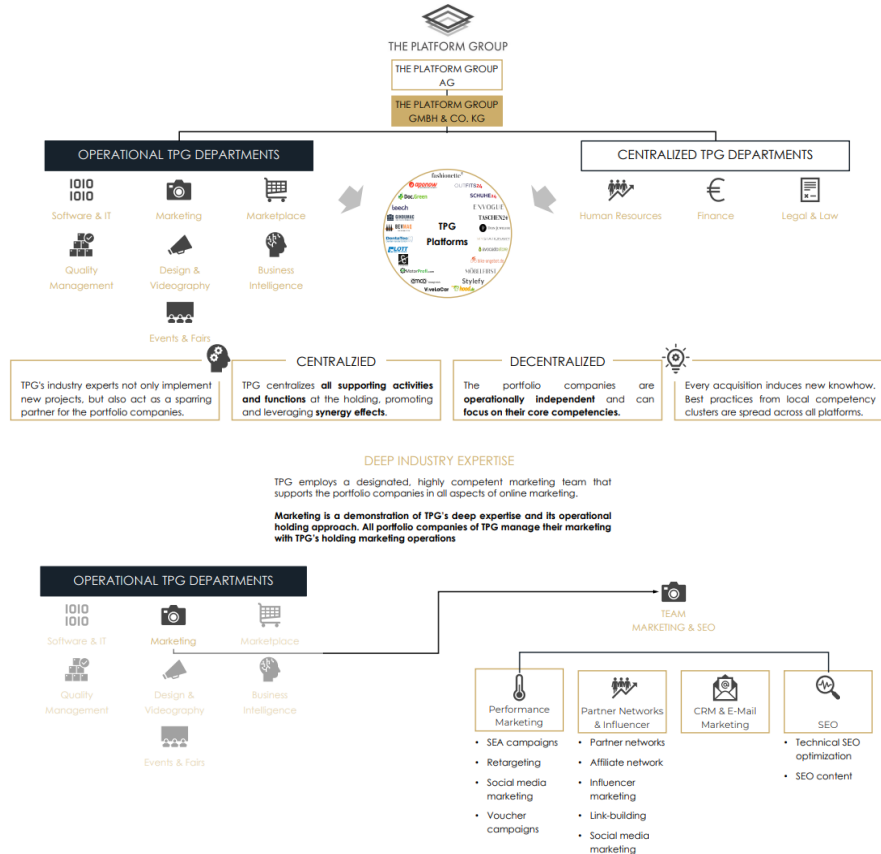 THE PLATFORM GROUP
THE PLATFORM GROUP
AG
THE PLATFORM GROUP
GMBH & CO. KG
OPERATIONAL TPG DEPARTMENTS
CENTRALIZED TPG DEPARTMENTS
1010
1010
Software & IT
Marketing
Marketplace
Quality
Management
Design &
Videography
Business
Intelligence
Events & Fairs
fashionette
OUTFITS24
DocGreen
SCHUHE24
ENVOGUE
TASCHEN24
TPG
Platforms
LOTT
MÖBELFIRST
emco
Stylefy
ViveLaCar
Human Resources
Finance
Legal & Law
TPG's industry experts not only implement
new projects, but also act as a sparing
partner for the portfolio companies.
CENTRALZIED
TPG centralizes all supporting activities
and functions at the holding, promoting
and leveraging synergy effects.
DECENTRALIZED
The portfolio companies are
operationally independent and can
focus on their core competencies.
Every acquisition induces new knowhow.
Best practices from local competency
clusters are spread across all platforms.
DEEP INDUSTRY EXPERTISE
TPG employs a designated, highly competent marketing team that
supports the portfolio companies in all aspects of online marketing.
Marketing is a demonstration of TPG's deep expertise and its operational
holding approach. All portfolio companies of TPG manage their marketing
with TPG's holding marketing operations
OPERATIONAL TPG DEPARTMENTS
1010
1010
Software & IT
Marketing
Marketplace
Quality
Management
Design &
Videography
Business
Intelligence
Events & Fairs
TEAM
MARKETING & SEO
Performance
Marketing
• SEA campaigns
• Retargeting
• Social media
marketing
• Voucher
campaigns
Partner Networks
& Influencer
• Partner networks
• Affiliate network
• Influencer
marketing
• Link-building
• Social media
marketing
CRM & E-Mail
Marketing
SEO
• Technical SEO
optimization
• SEO content